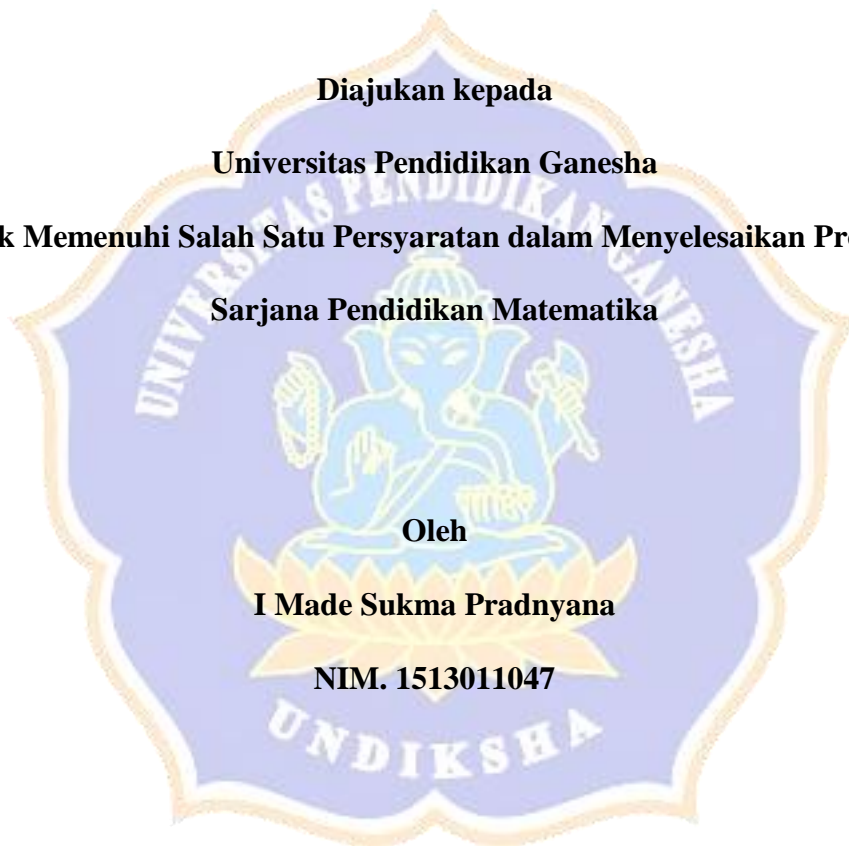 Diajukan kepada
Universitas Pendidikan Ganesha
k Memenuhi Salah Satu Persyaratan dalam Menyelesaikan Pr
Sarjana Pendidikan Matematika
UNIVERSITAS PENDIDIKAN GANESHA
Oleh
I Made Sukma Pradnyana
NIM. 1513011047
UNDIKSHA